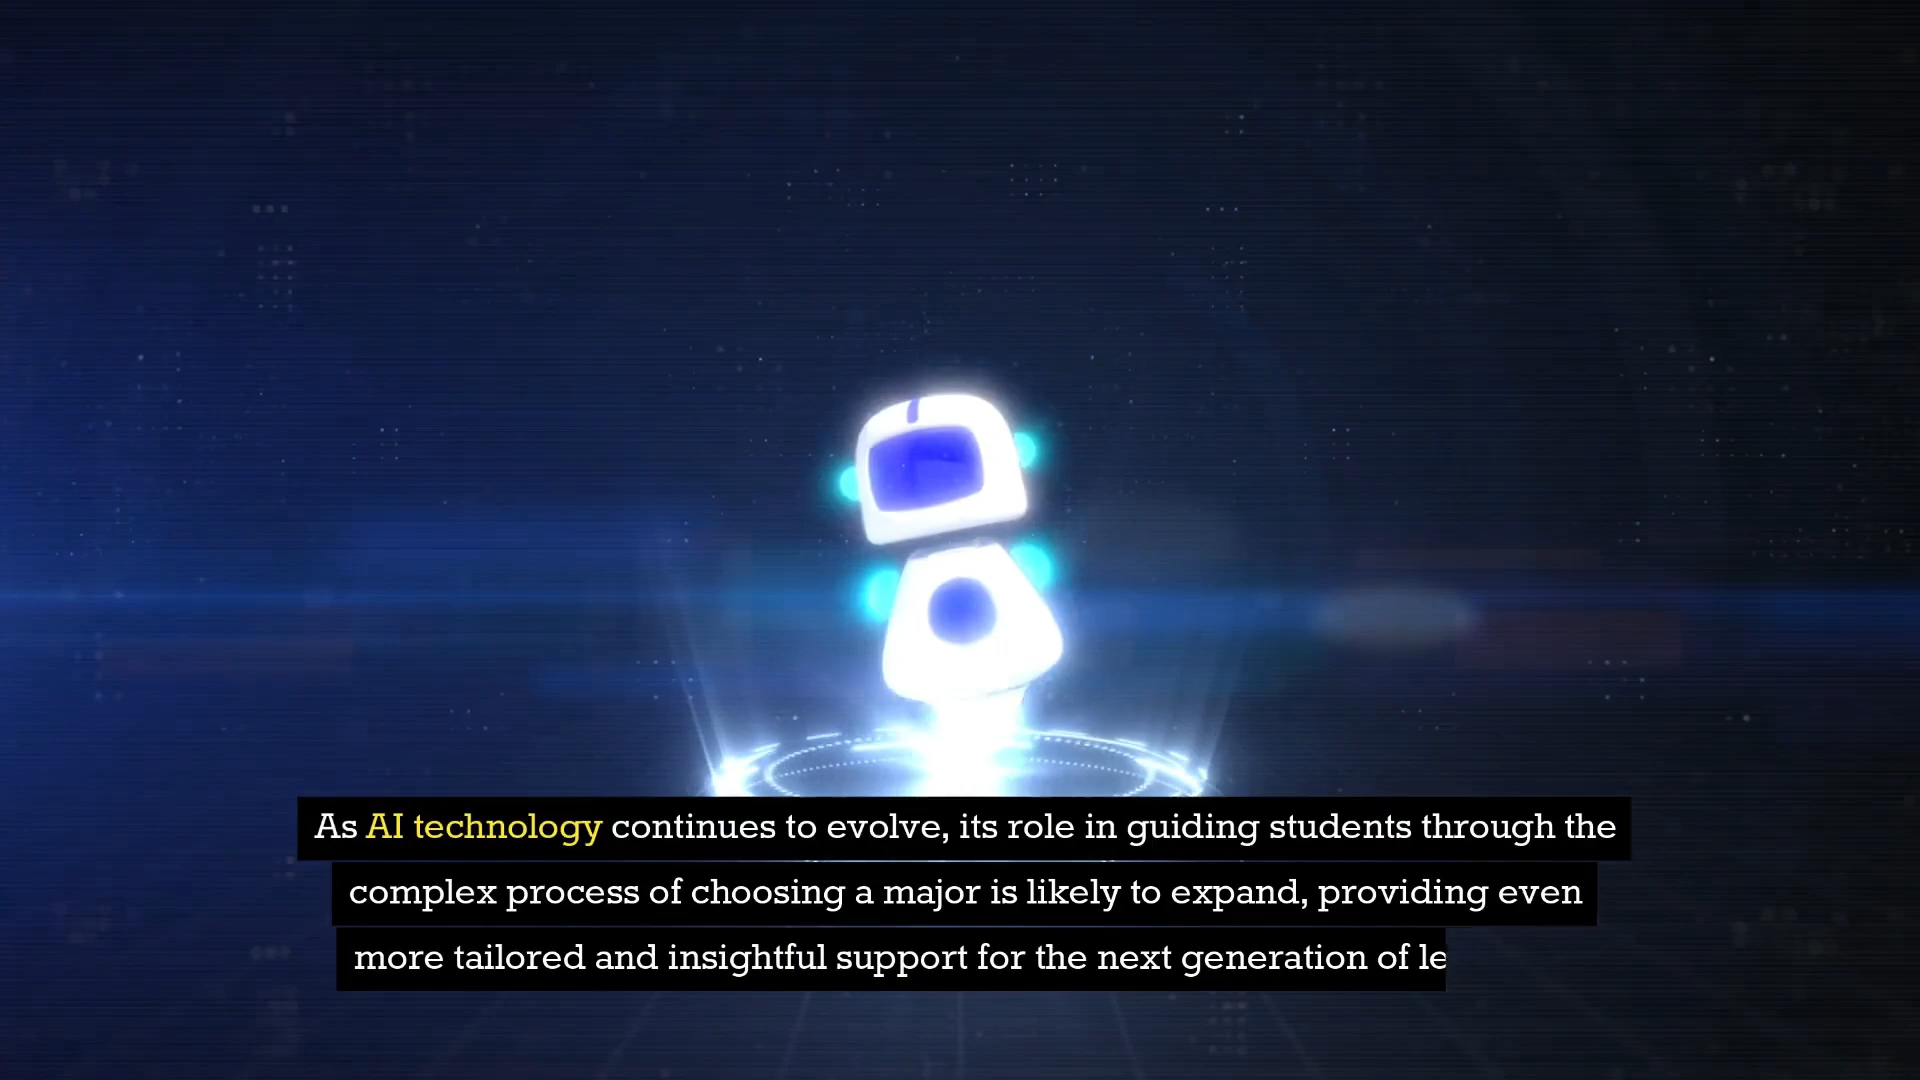 As AI technology continues to evolve, its role in guiding students through the
complex process of choosing a major is likely to expand, providing even
more tailored and insightful support for the next generation of le